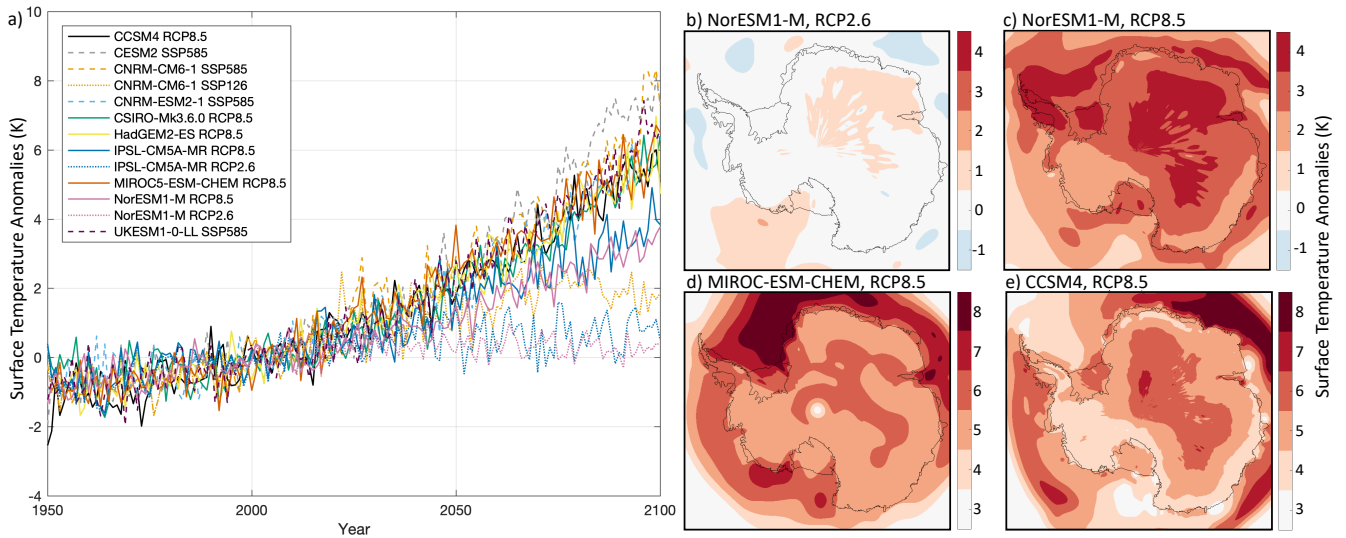 a)
Surface Temperature Anomalies (K)
10
8
6
4
2
0
-2
-4
1950
2000
2050
2100
Year
CCSM4 RCP8.5
CESM2 SSP585
CNRM-CM6-1 SSP585
CNRM-CM6-1 SSP126
CNRM-ESM2-1 SSP585
CSIRO-Mk3.6.0 RCP8.5
HadGEM2-ES RCP8.5
IPSL-CM5A-MR RCP8.5
IPSL-CM5A-MR RCP2.6
MIROC5-ESM-CHEM RCP8.5
NorESM1-M RCP8.5
NorESM1-M RCP2.6
UKESM1-0-LL SSP585
b) NorESM1-M, RCP2.6
4
3
2
1
0
-1
c) NorESM1-M, RCP8.5
4
3
2
1
0
-1
d) MIROC-ESM-CHEM, RCP8.5
8
7
6
5
4
3
e) CCSM4, RCP8.5
8
7
6
5
4
3
Surface Temperature Anomalies (K)